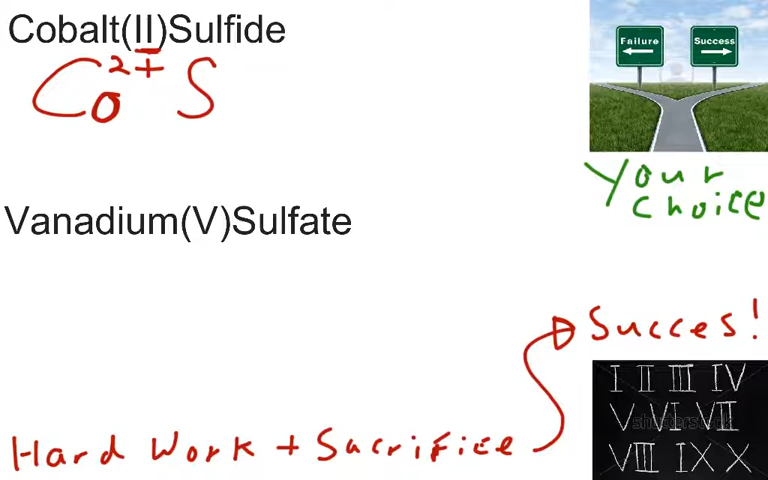 Cobalt(II)Sulfide
Co2+ S
Failure
Success
Your
Choice
Vanadium(V)Sulfate
Succes!
I II III IV
V VI VII
VIII IX X
shutterstock
Hard Work + Sacrifice